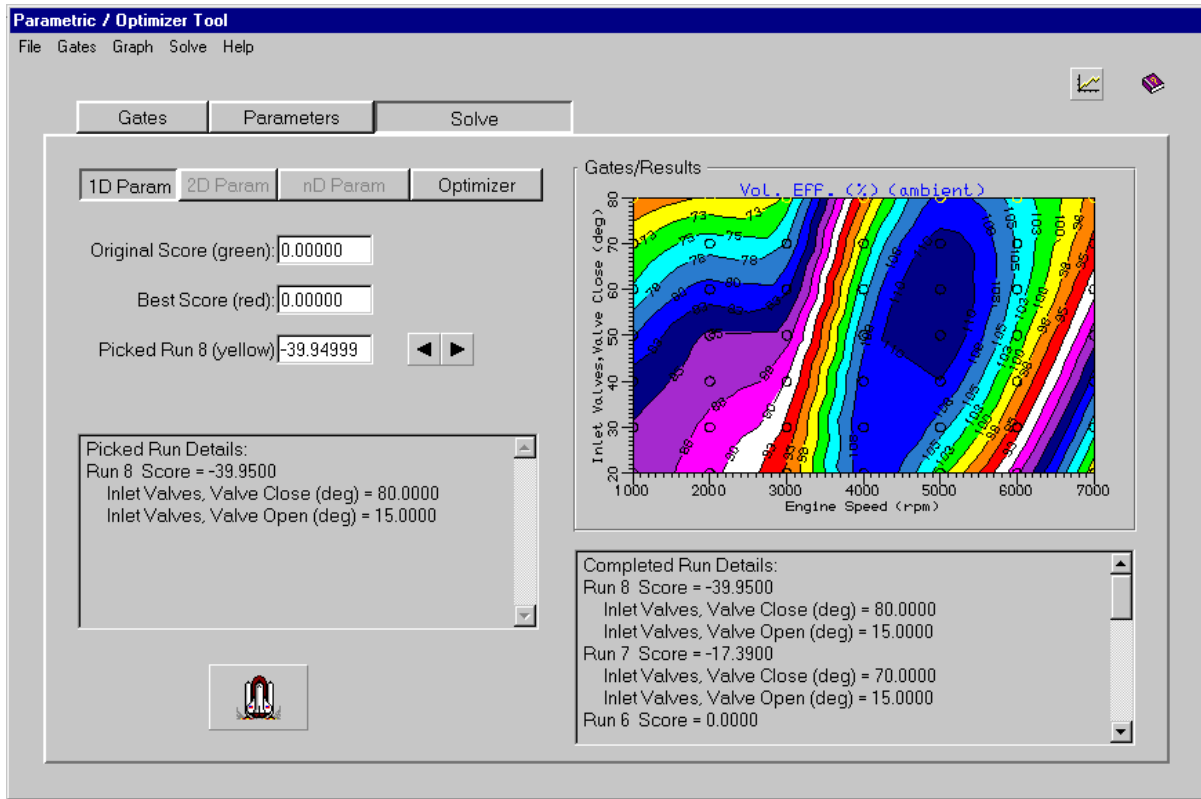 Parametric / Optimizer Tool
File Gates Graph Solve Help
Gates Parameters Solve
1D Param 2D Param nD Param Optimizer
Original Score (green): 0.00000
Best Score (red): 0.00000
Picked Run 8 (yellow) -39.94999
Picked Run Details:
Run 8 Score = -39.9500
Inlet Valves, Valve Close (deg) = 80.0000
Inlet Valves, Valve Open (deg) = 15.0000
Gates/Results
Vol. Eff. (%) (ambient)
Inlet Valves,Valve Close (deg)
80
70
60
50
40
30
20
1000 2000 3000 4000 5000 6000 7000
Engine Speed (rpm)
Completed Run Details:
Run 8 Score = -39.9500
Inlet Valves, Valve Close (deg) = 80.0000
Inlet Valves, Valve Open (deg) = 15.0000
Run 7 Score = -17.3900
Inlet Valves, Valve Close (deg) = 70.0000
Inlet Valves, Valve Open (deg) = 15.0000
Run 6 Score = 0.0000